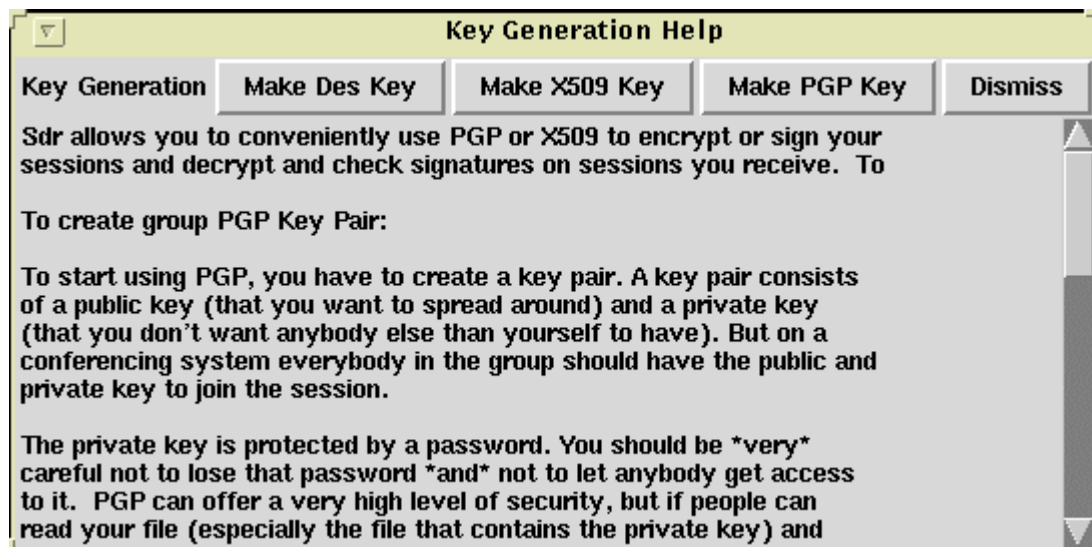 Key Generation Help
Key Generation Make Des Key Make X509 Key Make PGP Key Dismiss
Sdr allows you to conveniently use PGP or X509 to encrypt or sign your
sessions and decrypt and check signatures on sessions you receive.  To
To create group PGP Key Pair:
To start using PGP, you have to create a key pair. A key pair consists
of a public key (that you want to spread around) and a private key
(that you don't want anybody else than yourself to have). But on a
conferencing system everybody in the group should have the public and
private key to join the session.
The private key is protected by a password. You should be *very*
careful not to lose that password *and* not to let anybody get access
to it.  PGP can offer a very high level of security, but if people can
read your file (especially the file that contains the private key) and